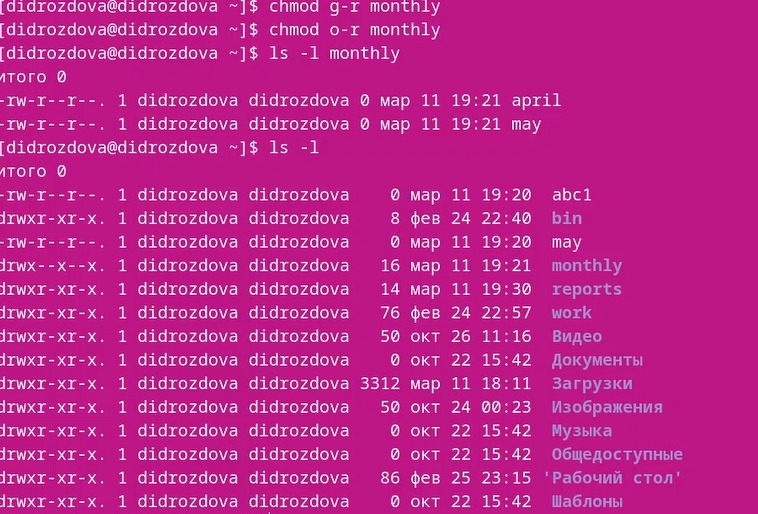 [didrozdova@didrozdova ~]$ chmod g-r monthly
[didrozdova@didrozdova ~]$ chmod o-r monthly
[didrozdova@didrozdova ~]$ ls -l monthly
итого 0
-rw-r--r--. 1 didrozdova didrozdova 0 мар 11 19:21 april
-rw-r--r--. 1 didrozdova didrozdova 0 мар 11 19:21 may
[didrozdova@didrozdova ~]$ ls -l
итого 0
-rw-r--r--. 1 didrozdova didrozdova    0 мар 11 19:20  abc1
drwxr-xr-x. 1 didrozdova didrozdova    8 фев 24 22:40  bin
-rw-r--r--. 1 didrozdova didrozdova    0 мар 11 19:20  may
drwx--x--x. 1 didrozdova didrozdova   16 мар 11 19:21  monthly
drwxr-xr-x. 1 didrozdova didrozdova   14 мар 11 19:30  reports
drwxr-xr-x. 1 didrozdova didrozdova   76 фев 24 22:57  work
drwxr-xr-x. 1 didrozdova didrozdova   50 окт 26 11:16  Видео
drwxr-xr-x. 1 didrozdova didrozdova    0 окт 22 15:42  Документы
drwxr-xr-x. 1 didrozdova didrozdova 3312 мар 11 18:11  Загрузки
drwxr-xr-x. 1 didrozdova didrozdova   50 окт 24 00:23  Изображения
drwxr-xr-x. 1 didrozdova didrozdova    0 окт 22 15:42  Музыка
drwxr-xr-x. 1 didrozdova didrozdova    0 окт 22 15:42  Общедоступные
drwxr-xr-x. 1 didrozdova didrozdova   86 фев 25 23:15 'Рабочий стол'
drwxr-xr-x. 1 didrozdova didrozdova    0 окт 22 15:42  Шаблоны